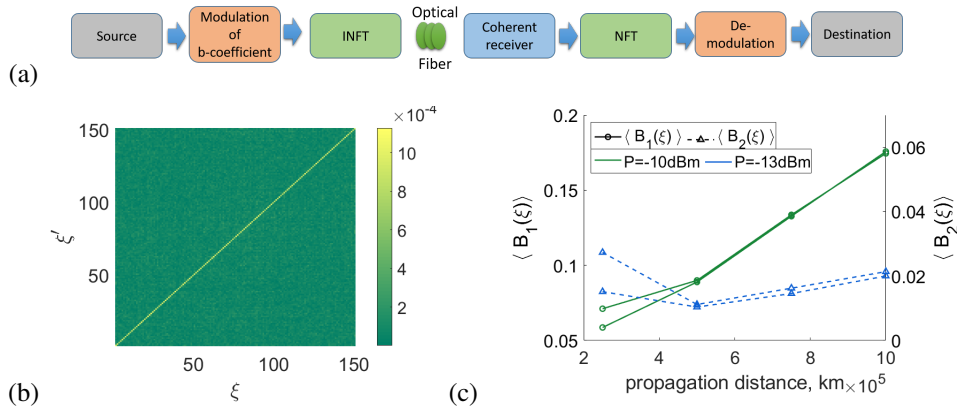 Source
Modulation
of
b-coefficient
INFT
Optical
Fiber
Coherent
receiver
NFT
De-
modulation
Destination
(a)
×10⁻⁴
150
100
50
ξ′
50 100 150
ξ
10
8
6
4
2
(b)
0.2
0.15
0.1
0.05
⟨ B₁(ξ)⟩
⟨ B₁(ξ) ⟩ ⟨ B₂(ξ) ⟩
P=-10dBm P=-13dBm
0.06
0.04
0.02
0
⟨ B₂(ξ)⟩
2 4 6 8 10
propagation distance, km ×10⁵
(c)